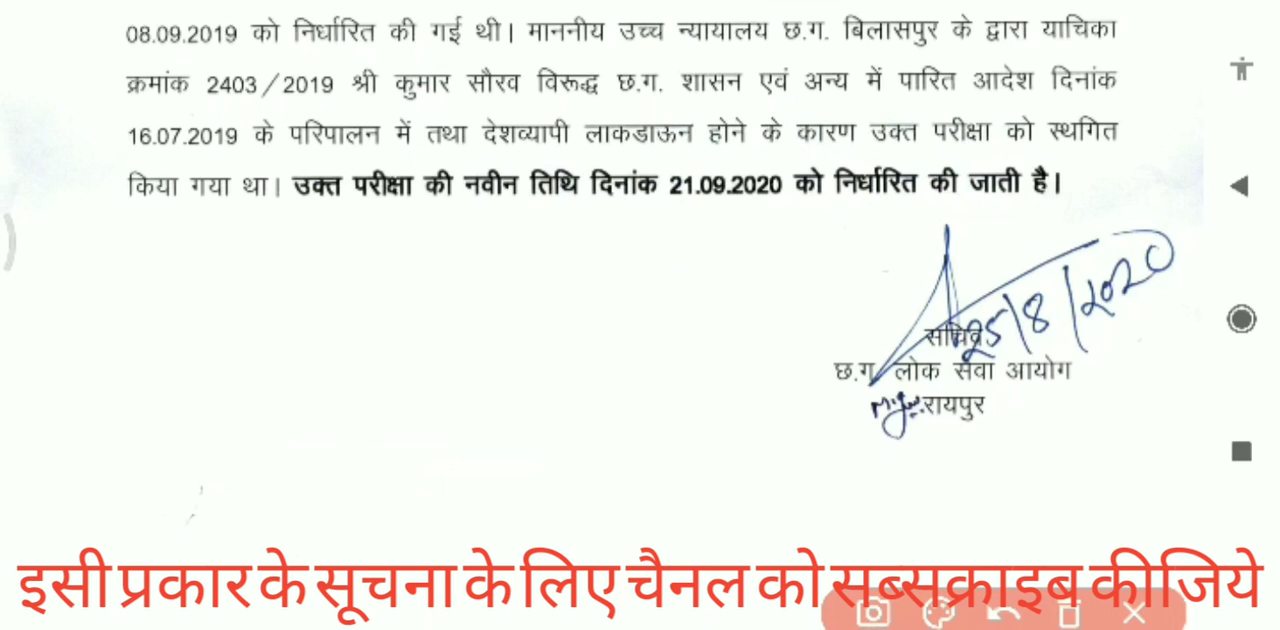 08.09.2019 को निर्धारित की गई थी। माननीय उच्च न्यायालय छ.ग. बिलासपुर के द्वारा याचिका
क्रमांक 2403/2019 श्री कुमार सौरव विरूद्ध छ.ग. शासन एवं अन्य में पारित आदेश दिनांक
16.07.2019 के परिपालन में तथा देशव्यापी लाकडाऊन होने के कारण उक्त परीक्षा को स्थगित
किया गया था। उक्त परीक्षा की नवीन तिथि दिनांक 21.09.2020 को निर्धारित की जाती है।
25/8/2020
सचिव
छ.ग. लोक सेवा आयोग
रायपुर
इसी प्रकार के सूचना के लिए चैनल को सब्सक्राइब कीजिये